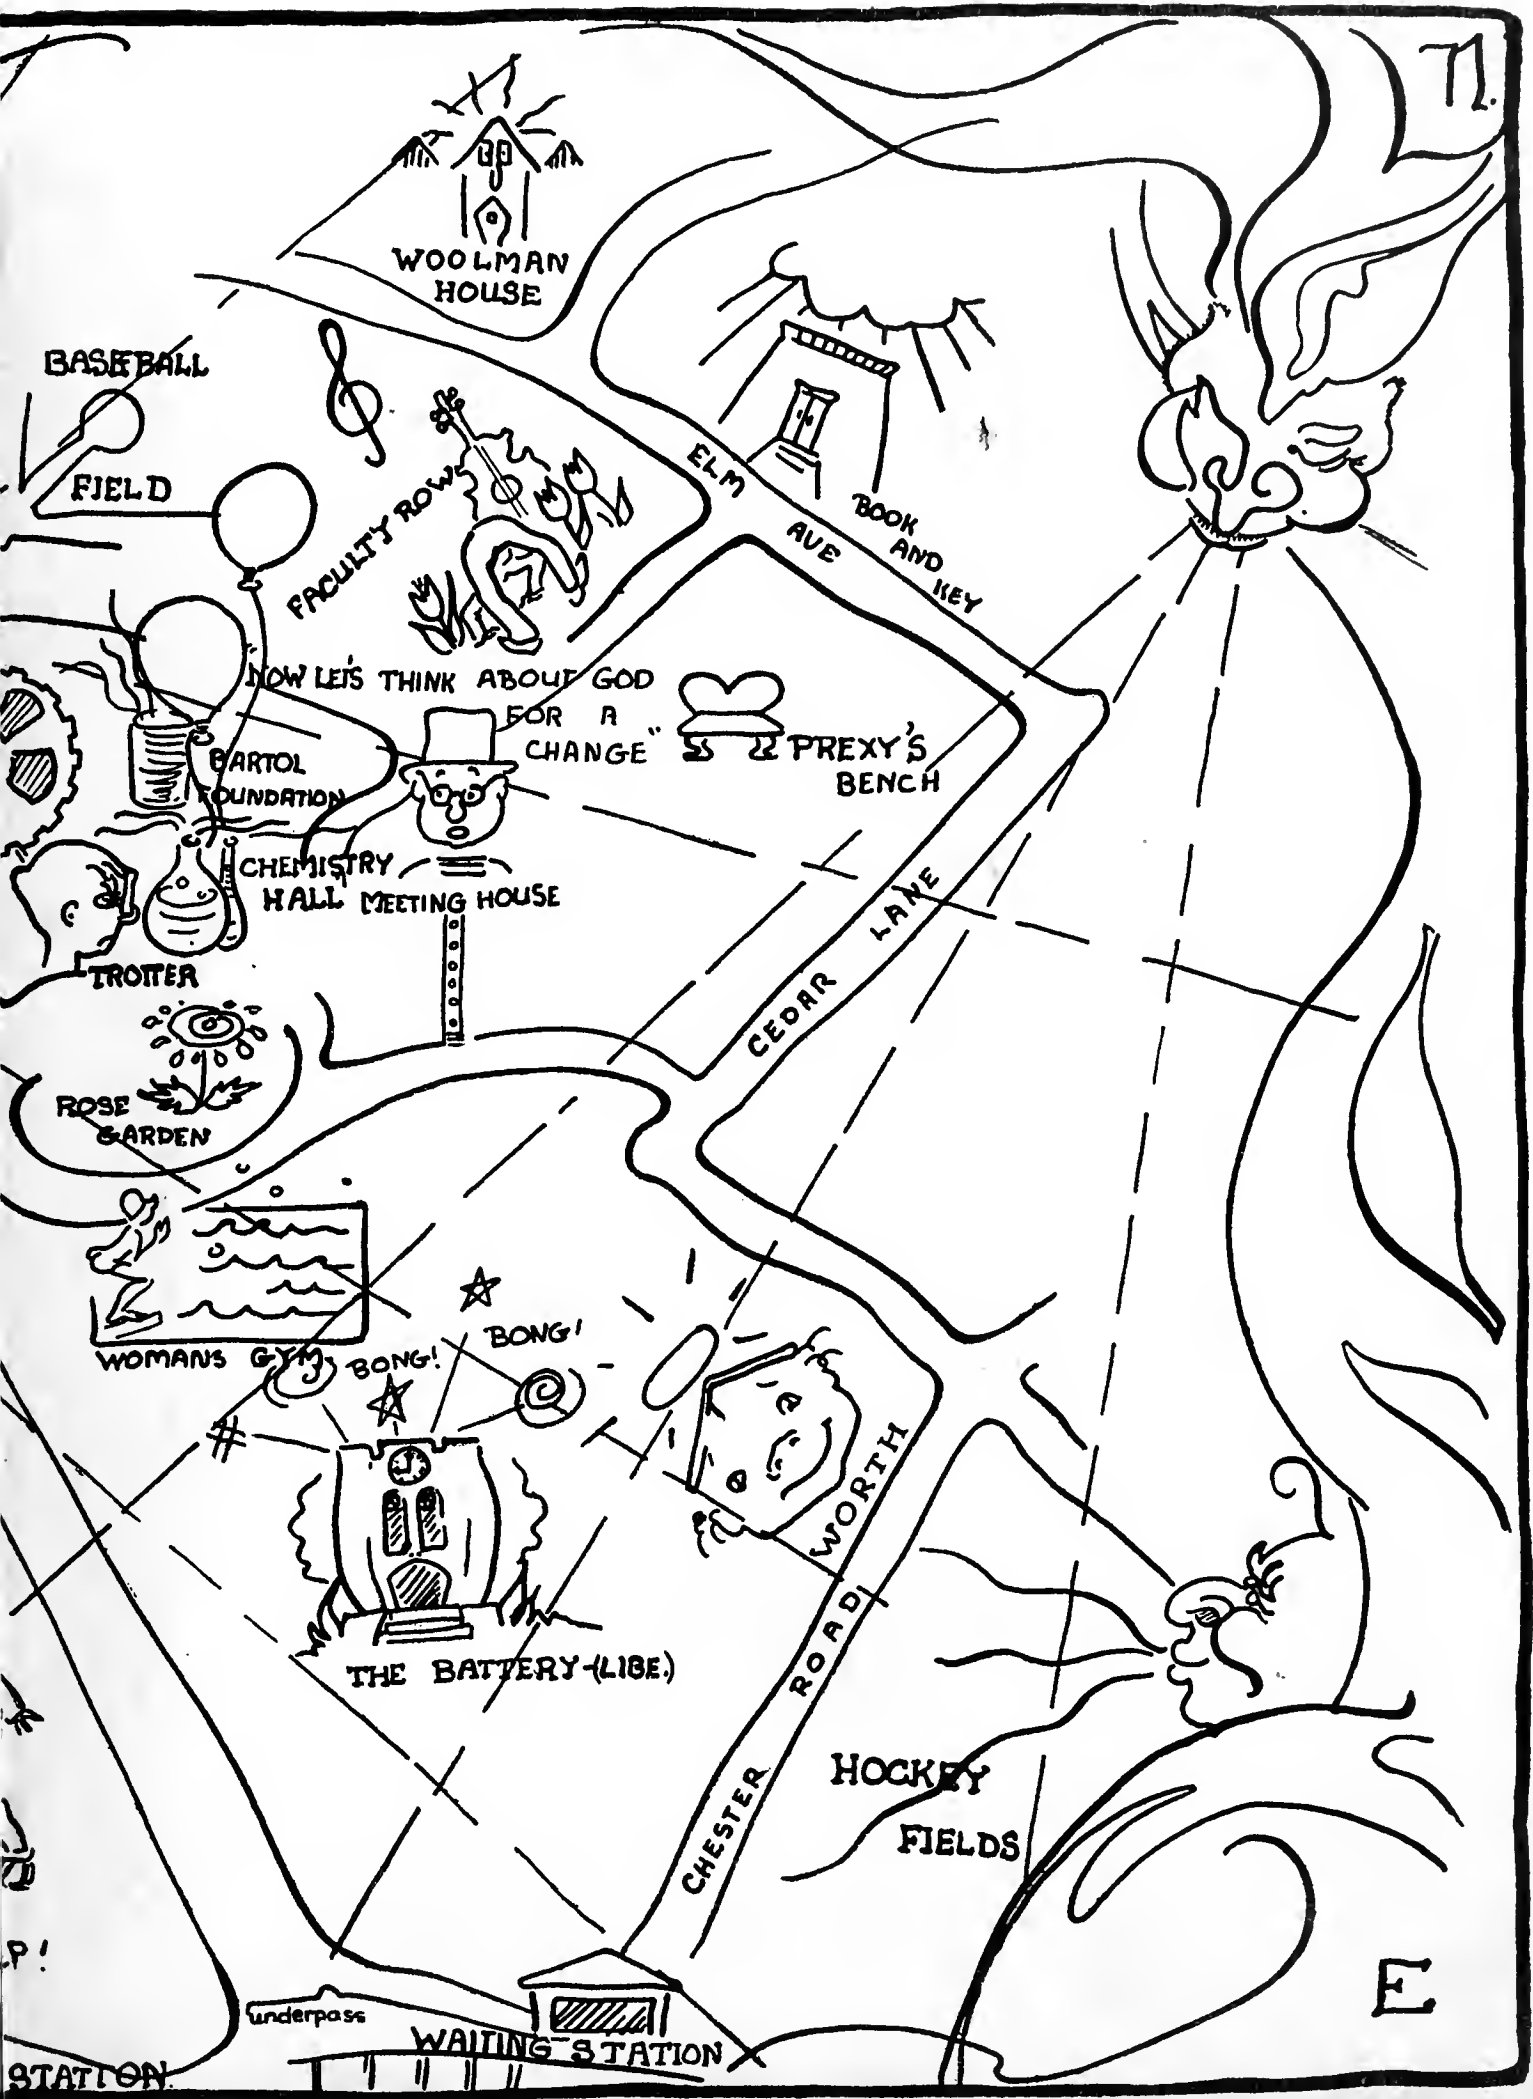 N.
WOOLMAN
HOUSE
BASEBALL
FIELD
FACULTY ROW
ELM
AVE
BOOK
AND
KEY
"NOW LET'S THINK ABOUT GOD
FOR A
CHANGE"
PREXY'S
BENCH
BARTOL
FOUNDATION
CHEMISTRY
HALL
MEETING HOUSE
TROTTER
CEDAR LANE
ROSE
GARDEN
WOMANS GYM
BONG!
BONG!
WORTH
THE BATTERY-(LIBE.)
CHESTER ROAD
HOCKEY
FIELDS
P!
E
underpass
WAITING STATION
STATION.